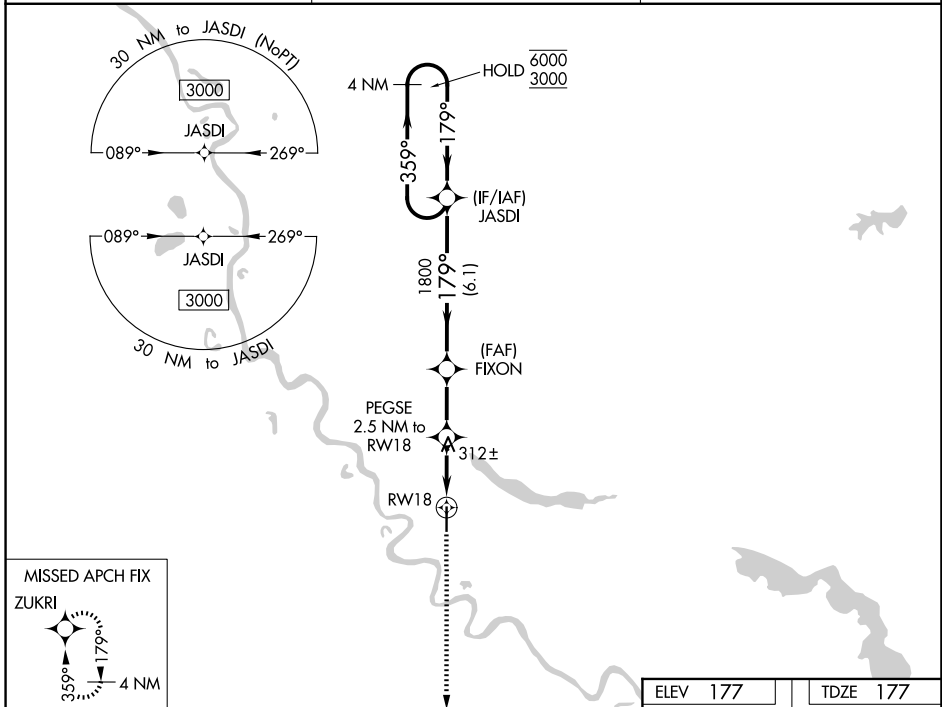 30 NM to JASDI (NoPT)
3000
JASDI
089°
269°
089°
269°
JASDI
3000
30 NM to JASDI
4 NM
HOLD
6000
3000
359°
179°
(IF/IAF)
JASDI
1800
179°
(6.1)
(FAF)
FIXON
PEGSE
2.5 NM to
RW18
312±
RW18
MISSED APCH FIX
ZUKRI
359°
179°
4 NM
ELEV 177
TDZE 177